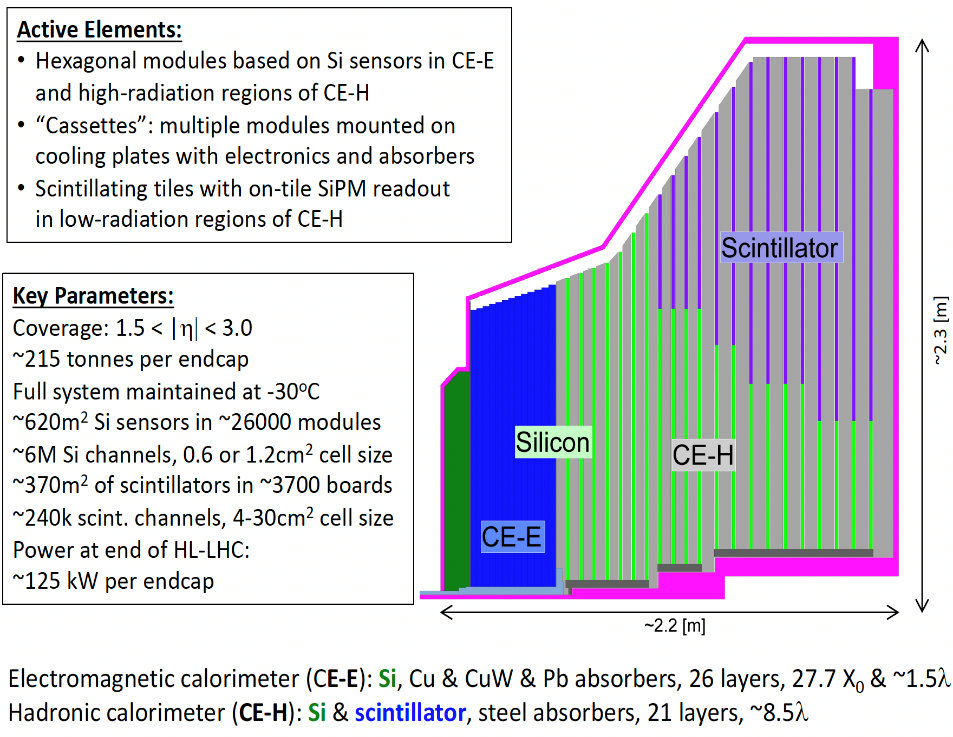 Active Elements:
• Hexagonal modules based on Si sensors in CE-E
and high-radiation regions of CE-H
• “Cassettes”: multiple modules mounted on
cooling plates with electronics and absorbers
• Scintillating tiles with on-tile SiPM readout
in low-radiation regions of CE-H
Key Parameters:
Coverage: 1.5 < |η| < 3.0
~215 tonnes per endcap
Full system maintained at -30°C
~620m² Si sensors in ~26000 modules
~6M Si channels, 0.6 or 1.2cm² cell size
~370m² of scintillators in ~3700 boards
~240k scint. channels, 4-30cm² cell size
Power at end of HL-LHC:
~125 kW per endcap
Scintillator
Silicon
CE-H
CE-E
~2.3 [m]
~2.2 [m]
Electromagnetic calorimeter (CE-E): Si, Cu & CuW & Pb absorbers, 26 layers, 27.7 X₀ & ~1.5λ
Hadronic calorimeter (CE-H): Si & scintillator, steel absorbers, 21 layers, ~8.5λ